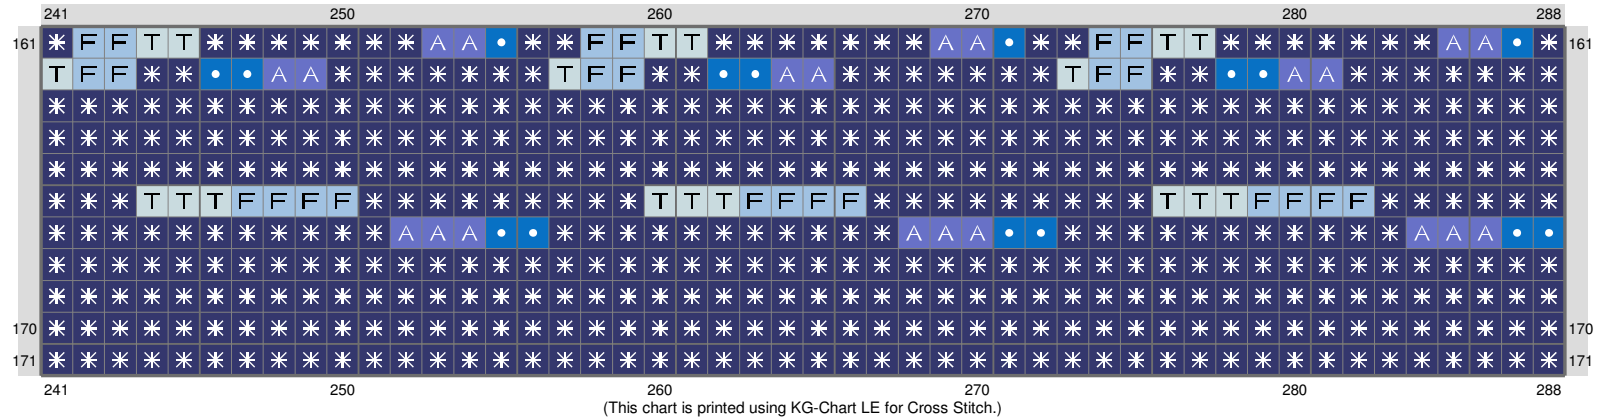 241 250 260 270 280 288
161 * F F T T * * * * * * * A A • * * F F T T * * * * * * * A A • * * F F T T * * * * * * * A A • * 161
T F F * * • • A A * * * * * * * T F F * * • • A A * * * * * * * T F F * * • • A A * * * * * * *
* * * * * * * * * * * * * * * * * * * * * * * * * * * * * * * * * * * * * * * * * * * * * * * *
* * * * * * * * * * * * * * * * * * * * * * * * * * * * * * * * * * * * * * * * * * * * * * * *
* * * * * * * * * * * * * * * * * * * * * * * * * * * * * * * * * * * * * * * * * * * * * * * *
* * * T T T F F F F * * * * * * * * * T T T F F F F * * * * * * * * * T T T F F F F * * * * * *
* * * * * * * * * * * A A A • • * * * * * * * * * * * A A A • • * * * * * * * * * * * A A A • •
* * * * * * * * * * * * * * * * * * * * * * * * * * * * * * * * * * * * * * * * * * * * * * * *
* * * * * * * * * * * * * * * * * * * * * * * * * * * * * * * * * * * * * * * * * * * * * * * *
170 * * * * * * * * * * * * * * * * * * * * * * * * * * * * * * * * * * * * * * * * * * * * * * * * 170
171 * * * * * * * * * * * * * * * * * * * * * * * * * * * * * * * * * * * * * * * * * * * * * * * * 171
241 250 260 270 280 288
(This chart is printed using KG-Chart LE for Cross Stitch.)